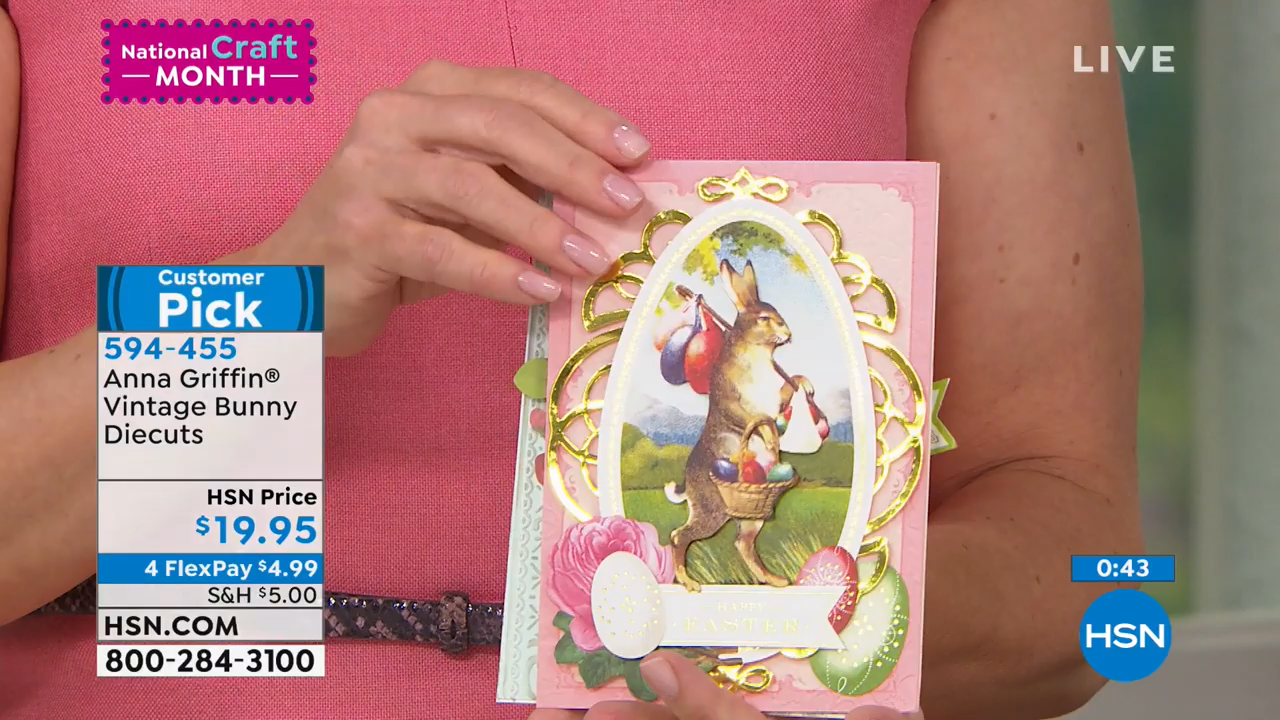 National Craft
MONTH
LIVE
Customer
Pick
594-455
Anna Griffin®
Vintage Bunny
Diecuts
HSN Price
$19.95
4 FlexPay $4.99
S&H $5.00
HSN.COM
800-284-3100
HAPPY
EASTER
0:43
HSN